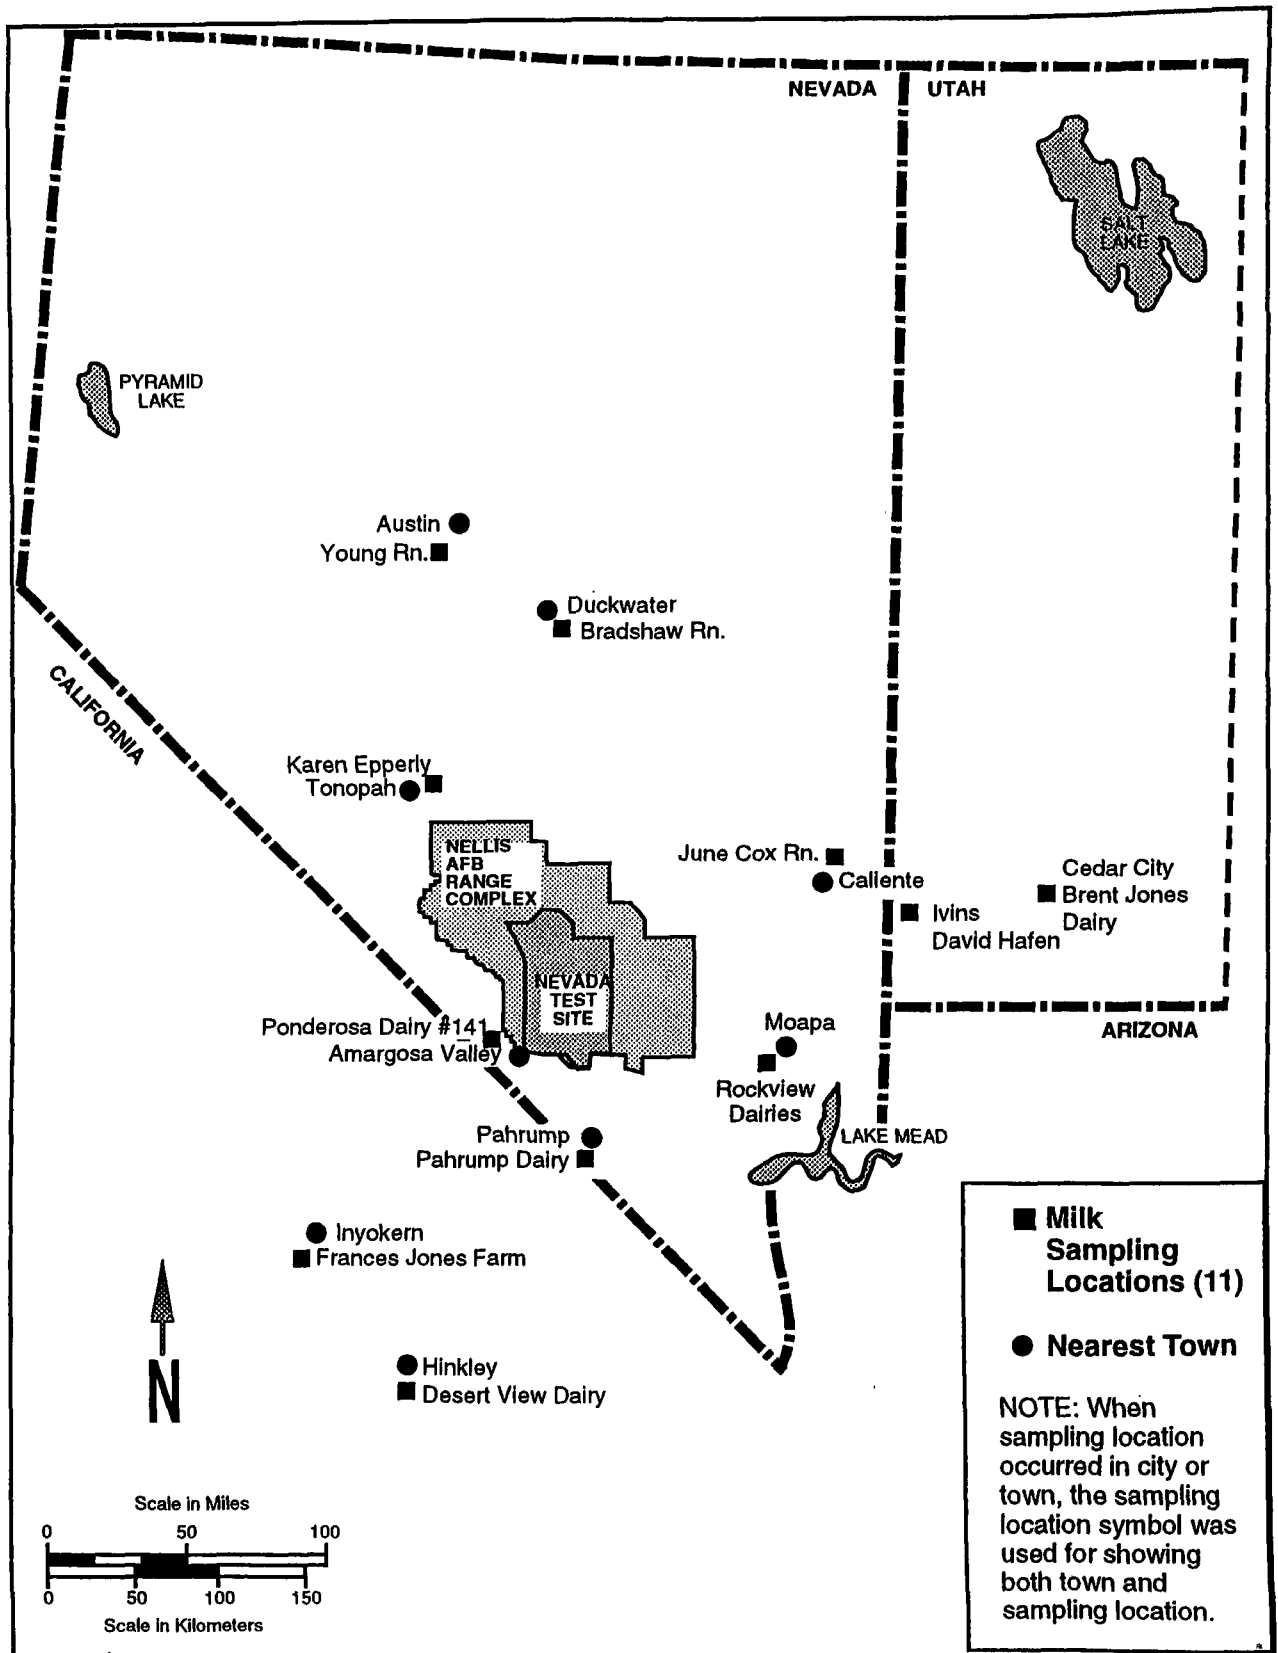 NEVADA
UTAH
SALT
LAKE
PYRAMID
LAKE
Austin
Young Rn.
Duckwater
Bradshaw Rn.
CALIFORNIA
Karen Epperly
Tonopah
NELLIS
AFB
RANGE
COMPLEX
June Cox Rn.
Caliente
Cedar City
Brent Jones
Dairy
Ivins
David Hafen
NEVADA
TEST
SITE
Ponderosa Dairy #141
Amargosa Valley
Moapa
Rockview
Dairies
LAKE MEAD
ARIZONA
Pahrump
Pahrump Dairy
Inyokern
Frances Jones Farm
Hinkley
Desert View Dairy
N
Milk
Sampling
Locations (11)
Nearest Town
NOTE: When
sampling location
occurred in city or
town, the sampling
location symbol was
used for showing
both town and
sampling location.
Scale in Miles
0 50 100
0 50 100 150
Scale in Kilometers